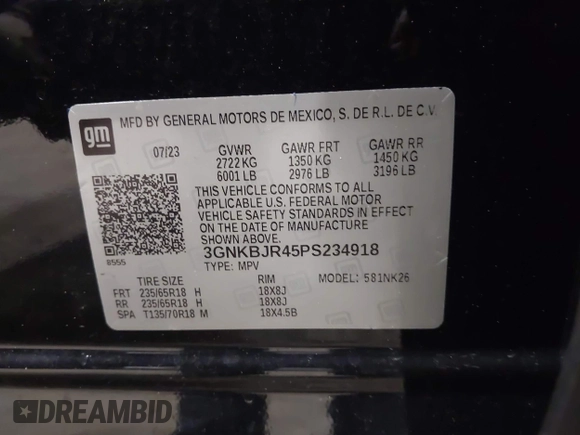 gm
MFD BY GENERAL MOTORS DE MEXICO, S. DE R.L. DE C.V.
07/23 GVWR GAWR FRT GAWR RR
2722 KG 1350 KG 1450 KG
6001 LB 2976 LB 3196 LB
THIS VEHICLE CONFORMS TO ALL
APPLICABLE U.S. FEDERAL MOTOR
VEHICLE SAFETY STANDARDS IN EFFECT
ON THE DATE OF MANUFACTURE
SHOWN ABOVE.
8555 3GNKBJR45PS234918
TYPE: MPV MODEL: 581NK26
TIRE SIZE RIM
FRT 235/65R18 H 18X8J
RR 235/65R18 H 18X8J
SPA T135/70R18 M 18X4.5B
DREAMBID